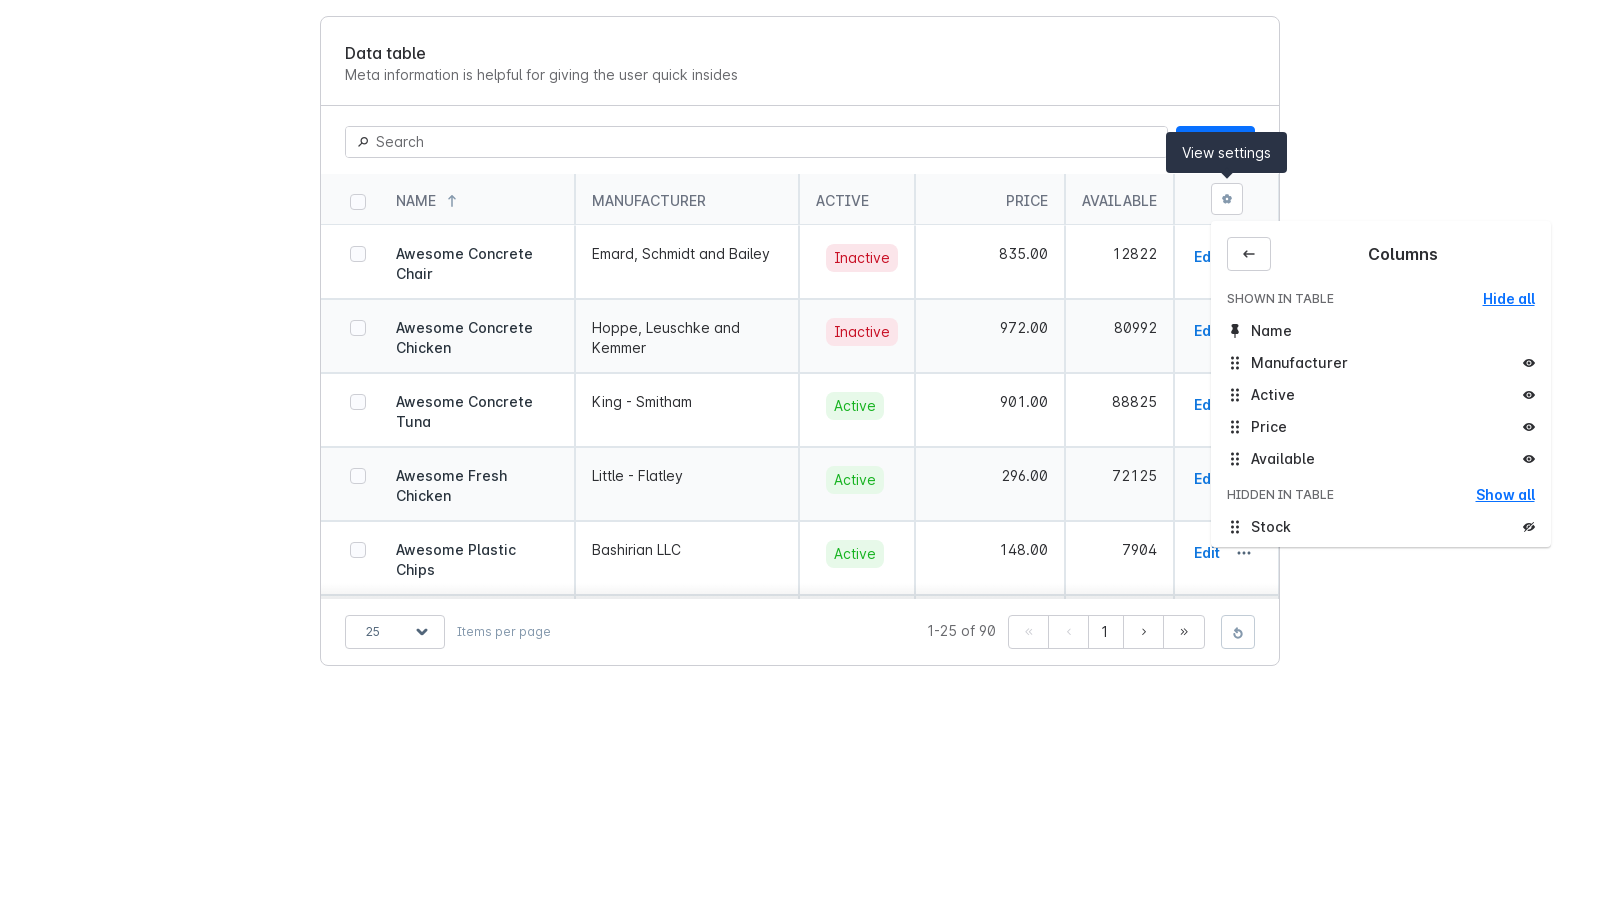 Data table
Meta information is helpful for giving the user quick insides
Search
View settings
NAME
MANUFACTURER
ACTIVE
PRICE
AVAILABLE
Awesome Concrete
Chair
Emard, Schmidt and Bailey
Inactive
835.00
12822
Ed
Awesome Concrete
Chicken
Hoppe, Leuschke and
Kemmer
Inactive
972.00
80992
Ed
Awesome Concrete
Tuna
King - Smitham
Active
901.00
88825
Ed
Awesome Fresh
Chicken
Little - Flatley
Active
296.00
72125
Ed
Awesome Plastic
Chips
Bashirian LLC
Active
148.00
7904
Edit
Columns
SHOWN IN TABLE
Hide all
Name
Manufacturer
Active
Price
Available
HIDDEN IN TABLE
Show all
Stock
25
Items per page
1-25 of 90
«
‹
1
›
»